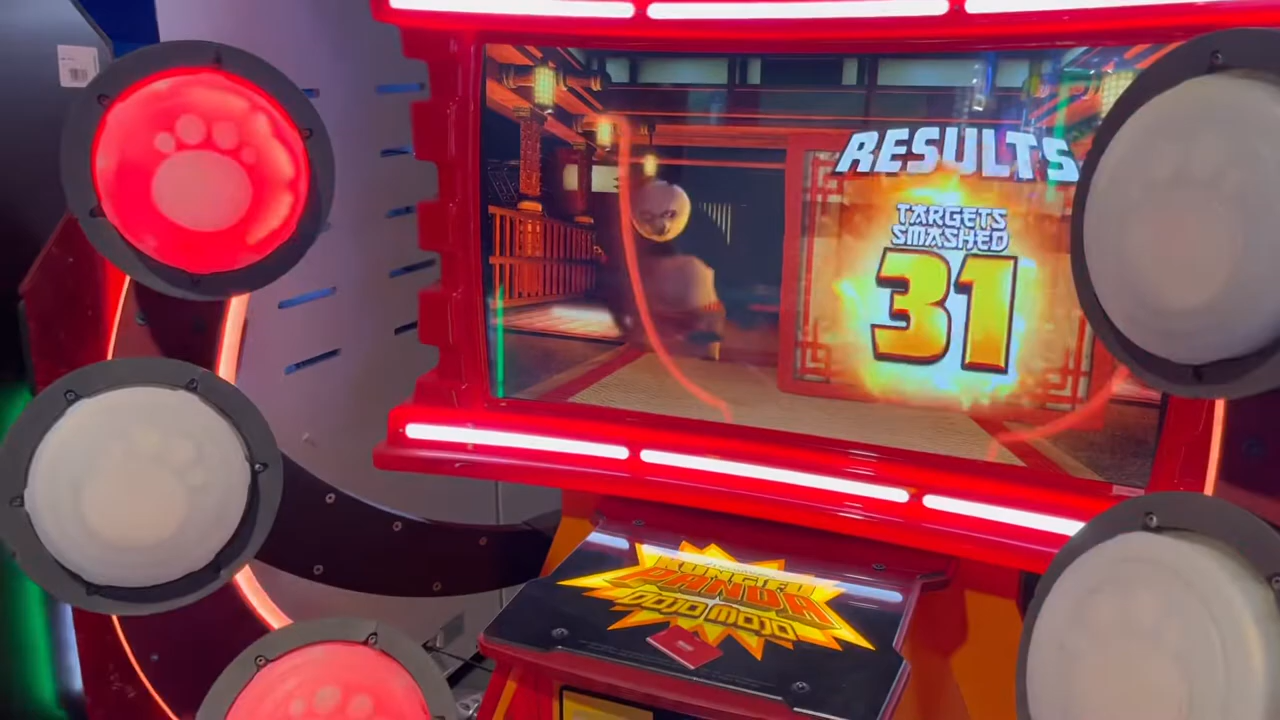 RESULTS
TARGETS
SMASHED
31
KUNG FU
PANDA
DOJO MOJO